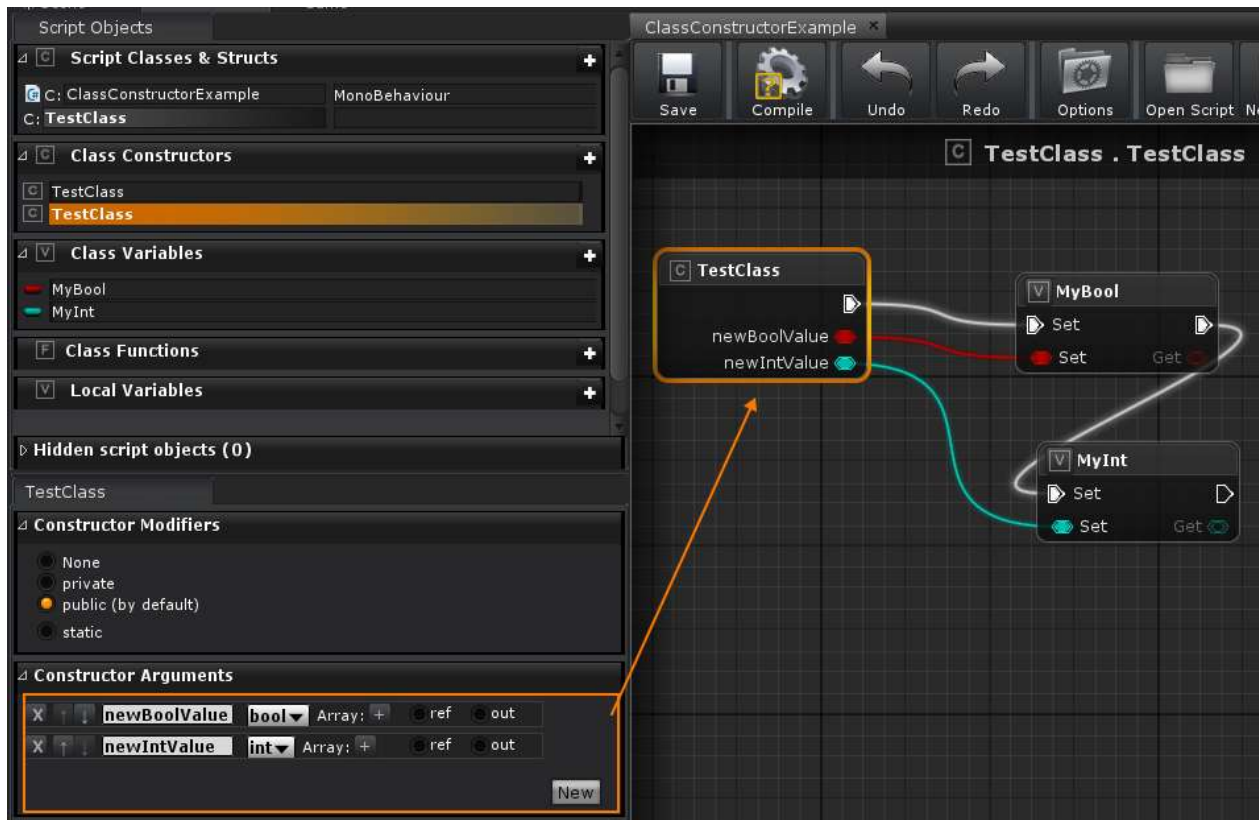 Script Objects
Script Classes & Structs
C: ClassConstructorExample MonoBehaviour
C: TestClass
Class Constructors
C TestClass
C TestClass
V Class Variables
MyBool
MyInt
F Class Functions
V Local Variables
Hidden script objects (0)
TestClass
Constructor Modifiers
None
private
public (by default)
static
Constructor Arguments
X newBoolValue bool Array: + ref out
X newIntValue int Array: + ref out
New
ClassConstructorExample ×
Save Compile Undo Redo Options Open Script
C TestClass . TestClass
C TestClass
newBoolValue
newIntValue
V MyBool
Set
Set Get
V MyInt
Set
Set Get